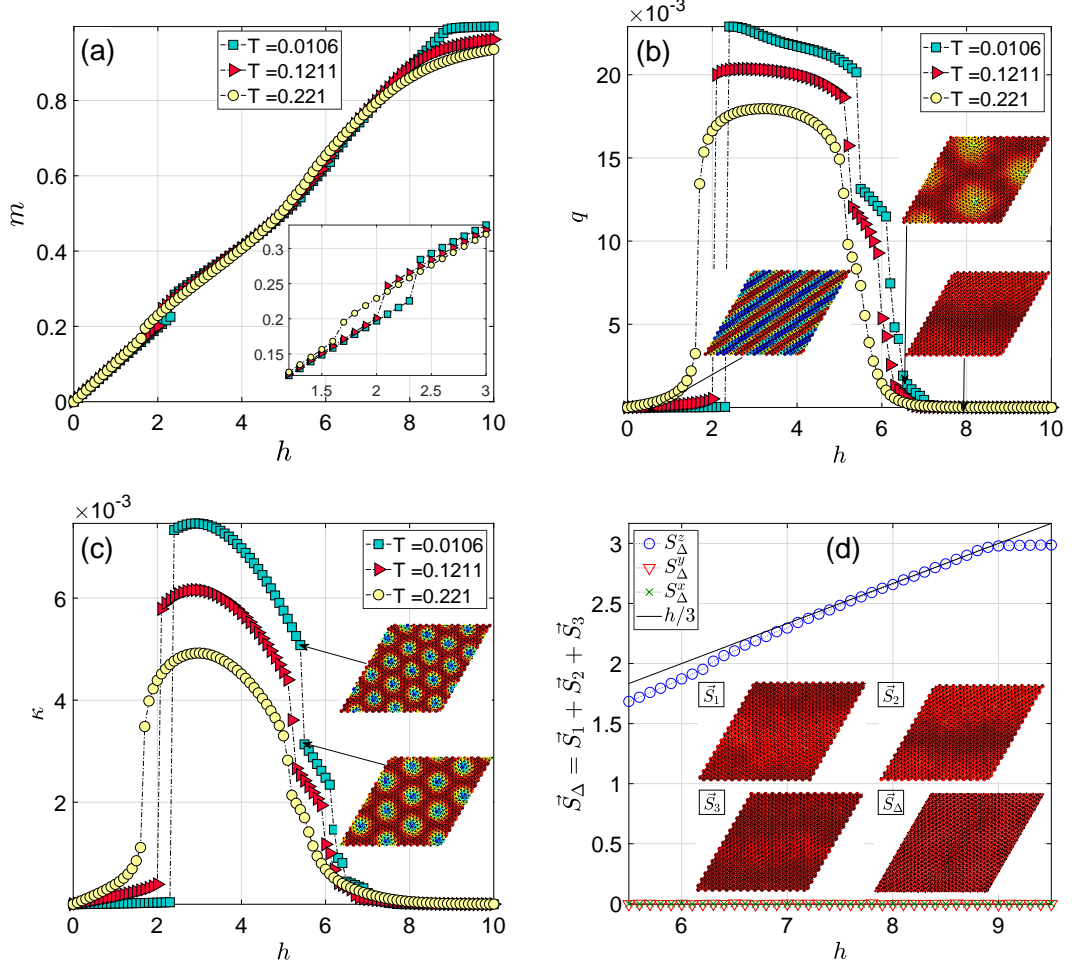 (a)
T =0.0106
T =0.1211
T =0.221
m
0.8
0.6
0.4
0.2
0
0 2 4 6 8 10
h
0.3
0.25
0.2
0.15
1.5 2 2.5 3
×10⁻³
(b)
T =0.0106
T =0.1211
T =0.221
q
20
15
10
5
0 2 4 6 8 10
h
×10⁻³
(c)
T =0.0106
T =0.1211
T =0.221
κ
6
4
2
0 2 4 6 8 10
h
(d)
S_Δ^z
S_Δ^y
S_Δ^x
h/3
S⃗_Δ = S⃗_1 + S⃗_2 + S⃗_3
3
2.5
2
1.5
1
0.5
0
6 7 8 9
h
S⃗_1
S⃗_2
S⃗_3
S⃗_Δ